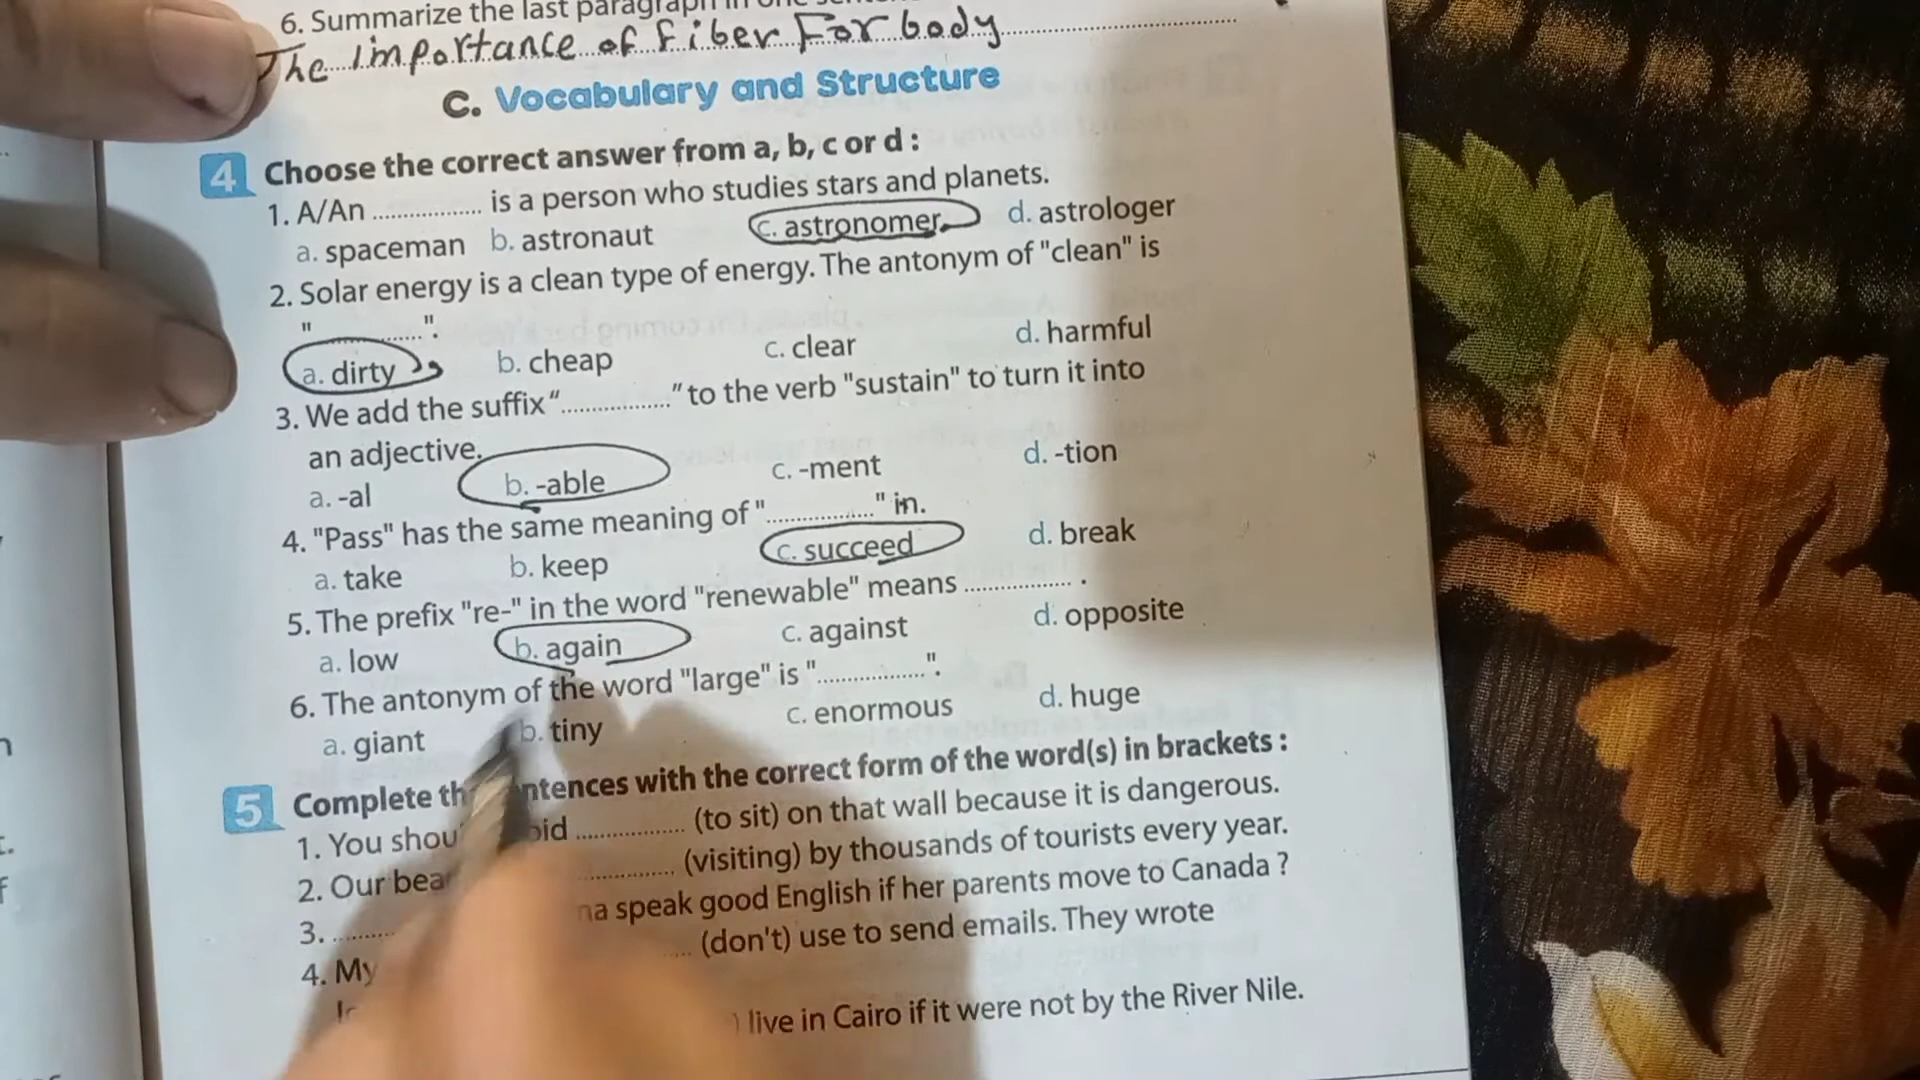 6. Summarize the last paragraph in one
The Importance of Fiber For body
C. Vocabulary and Structure
4 Choose the correct answer from a, b, c or d :
1. A/An ................. is a person who studies stars and planets.
a. spaceman b. astronaut c. astronomer d. astrologer
2. Solar energy is a clean type of energy. The antonym of "clean" is
".................".
a. dirty b. cheap c. clear d. harmful
3. We add the suffix "................." to the verb "sustain" to turn it into
an adjective.
a. -al b. -able c. -ment d. -tion
4. "Pass" has the same meaning of "................." in.
a. take b. keep c. succeed d. break
5. The prefix "re-" in the word "renewable" means ................. .
a. low b. again c. against d. opposite
6. The antonym of the word "large" is ".................".
a. giant b. tiny c. enormous d. huge
5 Complete the sentences with the correct form of the word(s) in brackets :
1. You shou oid ................. (to sit) on that wall because it is dangerous.
2. Our bea ................. (visiting) by thousands of tourists every year.
3. .......... na speak good English if her parents move to Canada ?
4. My ..... (don't) use to send emails. They wrote
) live in Cairo if it were not by the River Nile.